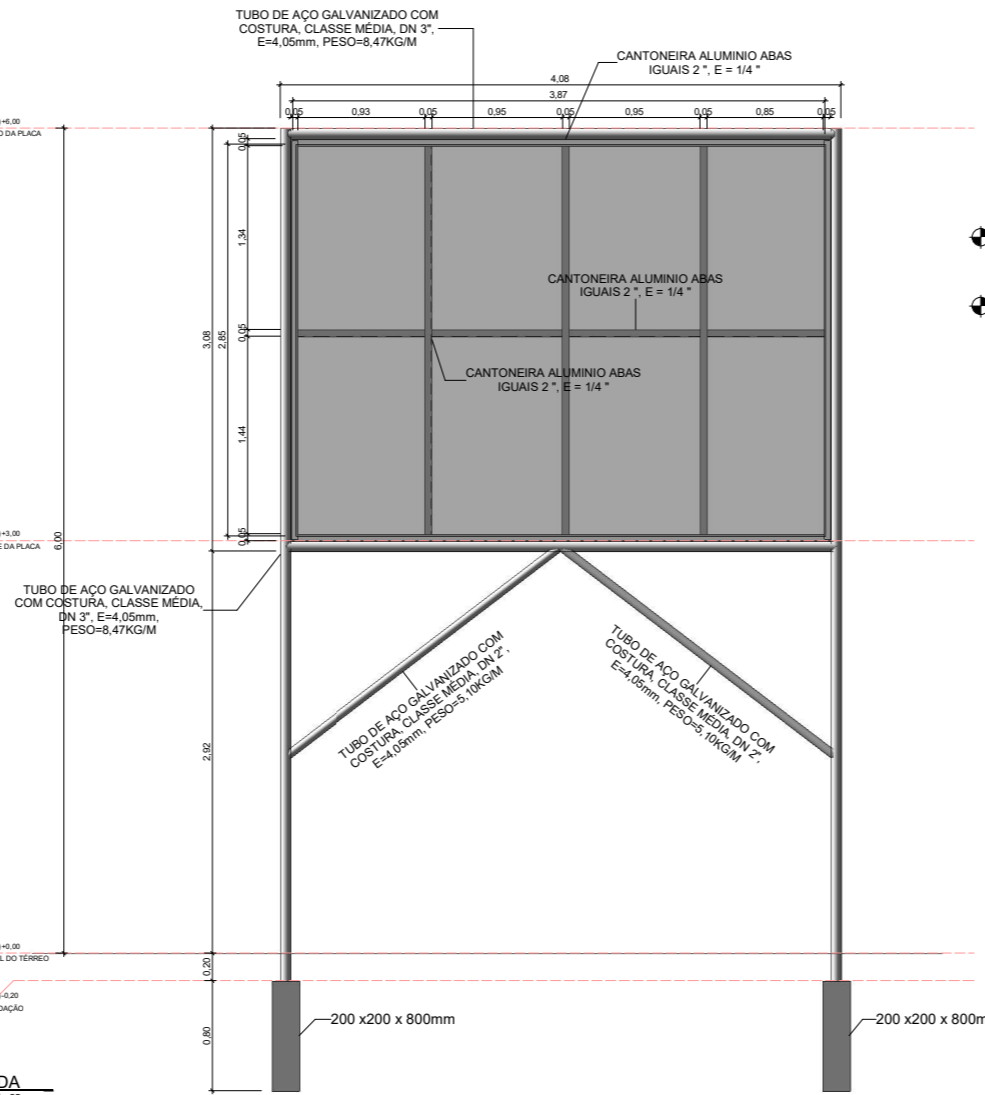 TUBO DE AÇO GALVANIZADO COM
COSTURA, CLASSE MÉDIA, DN 3",
E=4,05mm, PESO=8,47KG/M
CANTONEIRA ALUMINIO ABAS
IGUAIS 2 ", E = 1/4 "
4,08
3,87
0,05
0,93
0,05
0,95
0,05
0,95
0,05
0,85
0,05
+6,00
O DA PLACA
0,05
1,34
CANTONEIRA ALUMINIO ABAS
IGUAIS 2 ", E = 1/4 "
3,08
2,85
0,05
CANTONEIRA ALUMINIO ABAS
IGUAIS 2 ", E = 1/4 "
1,44
+3,00
E DA PLACA
6,00
0,05
TUBO DE AÇO GALVANIZADO
COM COSTURA, CLASSE MÉDIA,
DN 3", E=4,05mm,
PESO=8,47KG/M
TUBO DE AÇO GALVANIZADO COM
COSTURA, CLASSE MÉDIA, DN 2",
E=4,05mm, PESO=5,10KG/M
TUBO DE AÇO GALVANIZADO COM
COSTURA, CLASSE MÉDIA, DN 2",
E=4,05mm, PESO=5,10KG/M
2,92
+0,00
L DO TÉRREO
0,20
-0,20
DAÇÃO
200 x200 x 800mm
200 x200 x 800m
0,80
DA